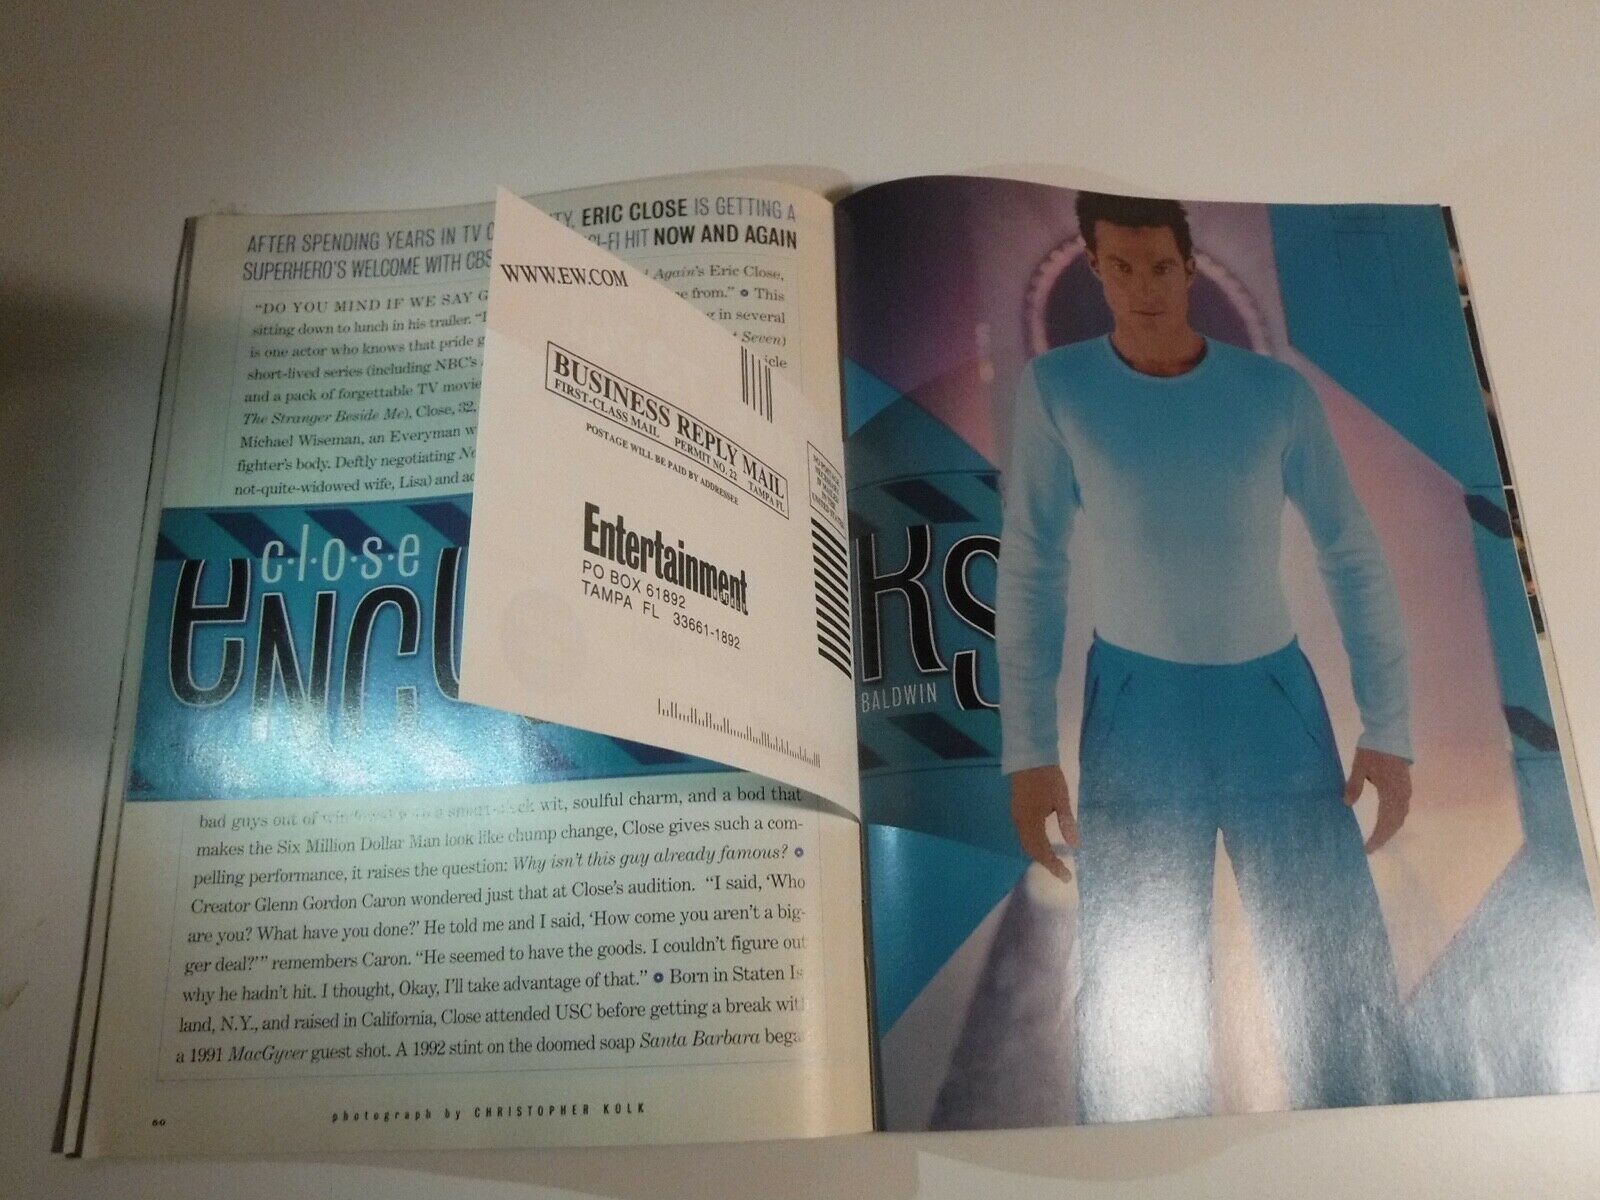 AFTER SPENDING YEARS IN TV ERIC CLOSE IS GETTING A
SUPERHERO'S WELCOME WITH CBS HIT NOW AND AGAIN
"DO YOU MIND IF WE SAY Again's Eric Close,
sitting down to lunch in his trailer. from." • This
is one actor who knows that pride in several
short-lived series (including NBC's Seven)
and a pack of forgettable TV
The Stranger Beside Me), Close, 32,
Michael Wiseman, an Everyman
fighter's body. Deftly negotiating
not-quite-widowed wife, Lisa) and
c·l·o·s·e
BALDWIN
bad guys out of wit, soulful charm, and a bod that
makes the Six Million Dollar Man look like chump change, Close gives such a com-
pelling performance, it raises the question: Why isn't this guy already famous? •
Creator Glenn Gordon Caron wondered just that at Close's audition. "I said, 'Who
are you? What have you done?' He told me and I said, 'How come you aren't a big-
ger deal?'" remembers Caron. "He seemed to have the goods. I couldn't figure out
why he hadn't hit. I thought, Okay, I'll take advantage of that." • Born in Staten Is
land, N.Y., and raised in California, Close attended USC before getting a break
a 1991 MacGyver guest shot. A 1992 stint on the doomed soap Santa Barbara
60
photograph by CHRISTOPHER KOLK
WWW.EW.COM
BUSINESS REPLY MAIL
FIRST-CLASS MAIL PERMIT NO. 22 TAMPA FL
POSTAGE WILL BE PAID BY ADDRESSEE
NO POSTAGE
NECESSARY
IF MAILED
IN THE
UNITED STATES
Entertainment
PO BOX 61892
TAMPA FL 33661-1892